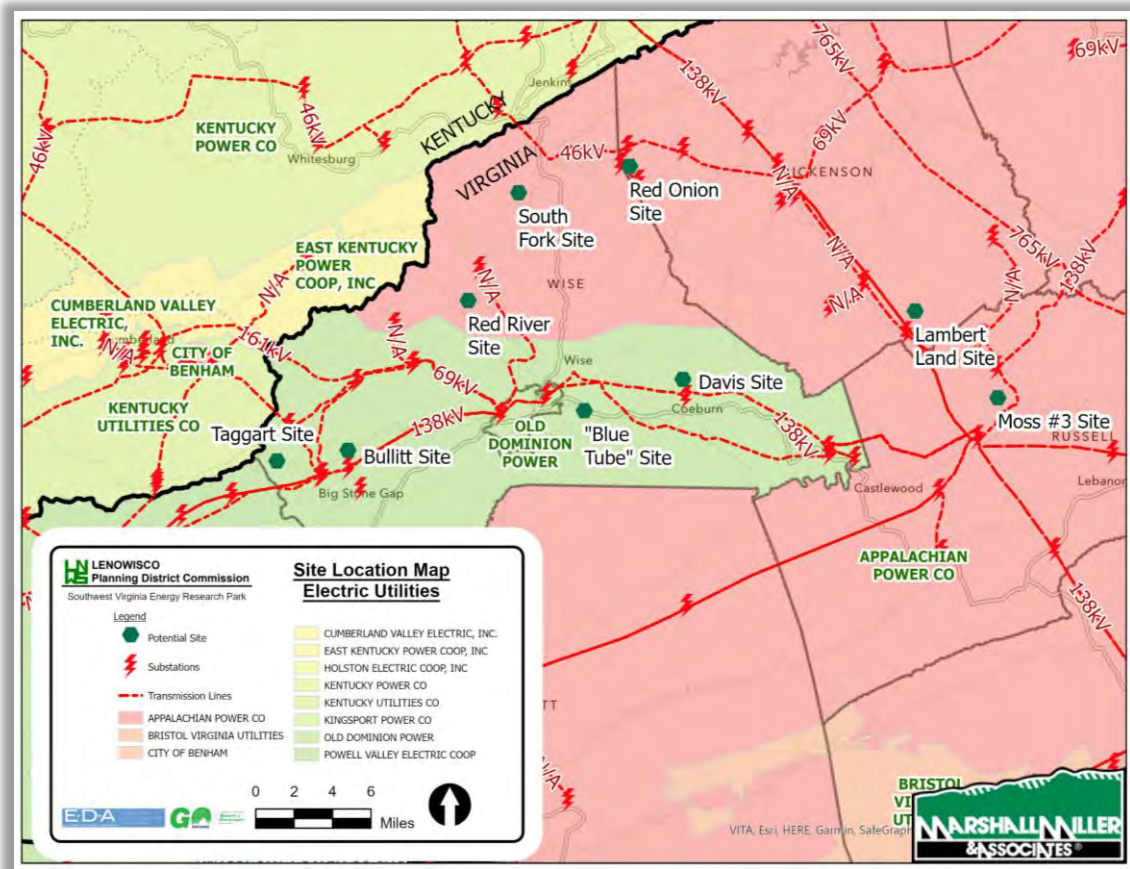 765kV
69kV
138kV
Jenkins
46kV
46kV
KENTUCKY
POWER CO
KENTUCKY
Whitesburg
69kV
46kV
VIRGINIA
N/A
ICKENSON
Red Onion
Site
South
Fork Site
EAST KENTUCKY
POWER
COOP, INC
N/A
N/A
WISE
N/A
765kV
138kV
N/A
N/A
CUMBERLAND VALLEY
ELECTRIC,
INC.
N/A
CITY OF
BENHAM
161kV
Red River
Site
N/A
Lambert
Land Site
Wise
69kV
KENTUCKY
UTILITIES CO
Davis Site
Coeburn
Taggart Site
138kV
OLD
DOMINION
POWER
"Blue
Tube" Site
138kV
Moss #3 Site
RUSSELL
Bullitt Site
Big Stone Gap
Castlewood
Lebanon
APPALACHIAN
POWER CO
138kV
TT
N/A
LENOWISCO
Planning District Commission
Southwest Virginia Energy Research Park
Site Location Map
Electric Utilities
Legend
Potential Site
Substations
Transmission Lines
APPALACHIAN POWER CO
BRISTOL VIRGINIA UTILITIES
CITY OF BENHAM
CUMBERLAND VALLEY ELECTRIC, INC.
EAST KENTUCKY POWER COOP, INC
HOLSTON ELECTRIC COOP, INC
KENTUCKY POWER CO
KENTUCKY UTILITIES CO
KINGSPORT POWER CO
OLD DOMINION POWER
POWELL VALLEY ELECTRIC COOP
E·D·A
GO
0 2 4 6
Miles
BRISTOL
VITA, Esri, HERE, Garmin, SafeGraph
MARSHALL MILLER
& ASSOCIATES®